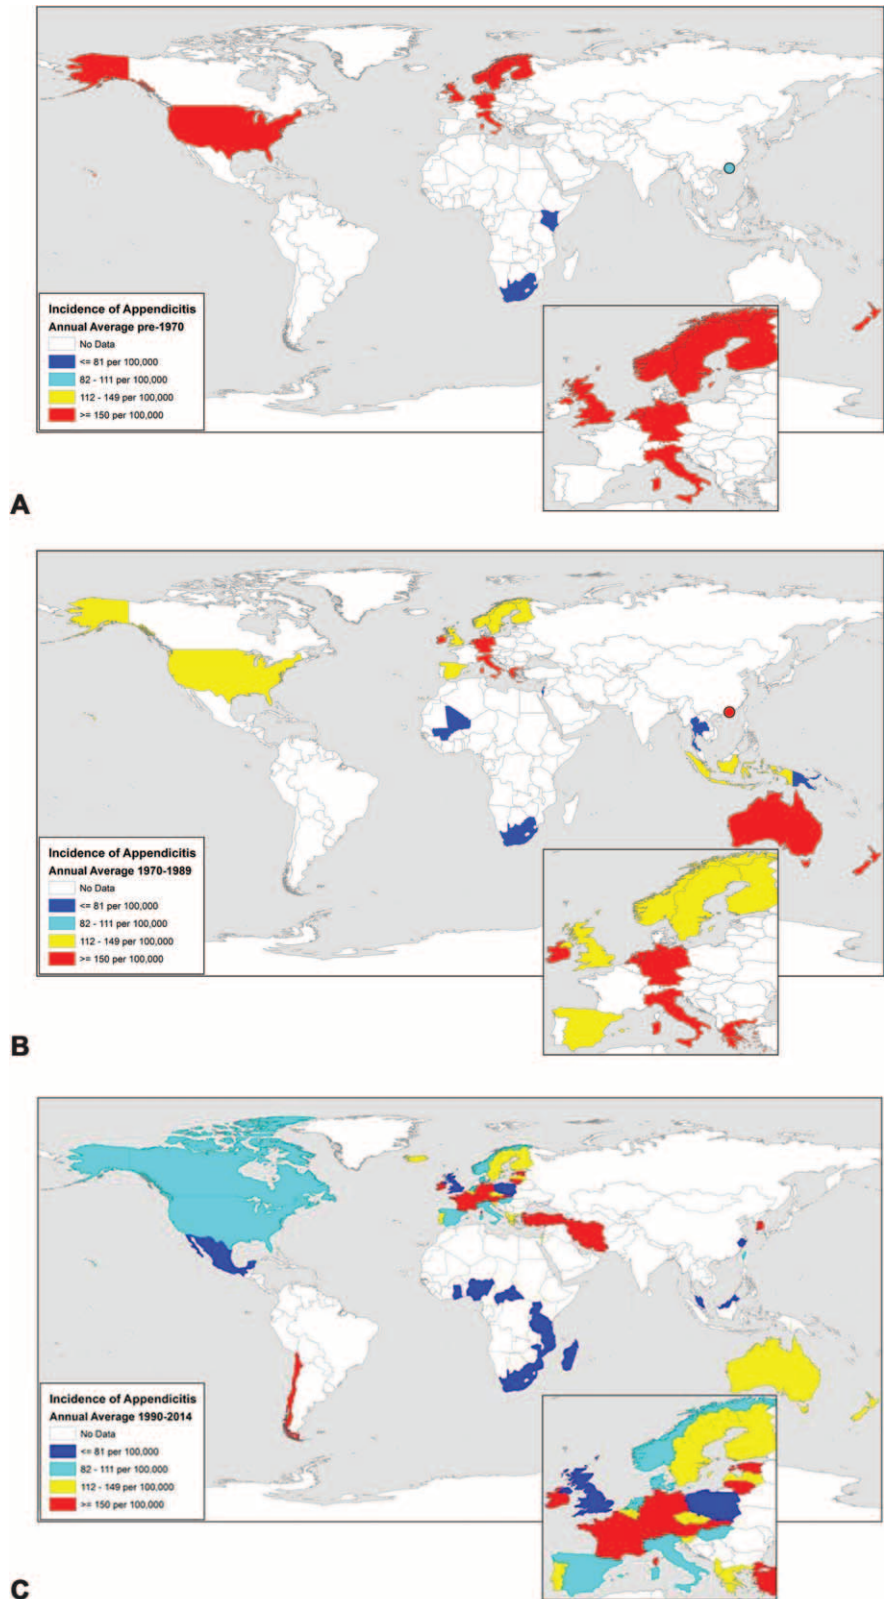 Incidence of Appendicitis
Annual Average pre-1970
No Data
<= 81 per 100,000
82 - 111 per 100,000
112 - 149 per 100,000
>= 150 per 100,000
A
Incidence of Appendicitis
Annual Average 1970-1989
No Data
<= 81 per 100,000
82 - 111 per 100,000
112 - 149 per 100,000
>= 150 per 100,000
B
Incidence of Appendicitis
Annual Average 1990-2014
No Data
<= 81 per 100,000
82 - 111 per 100.000
112 - 149 per 100,000
>= 150 per 100,000
C